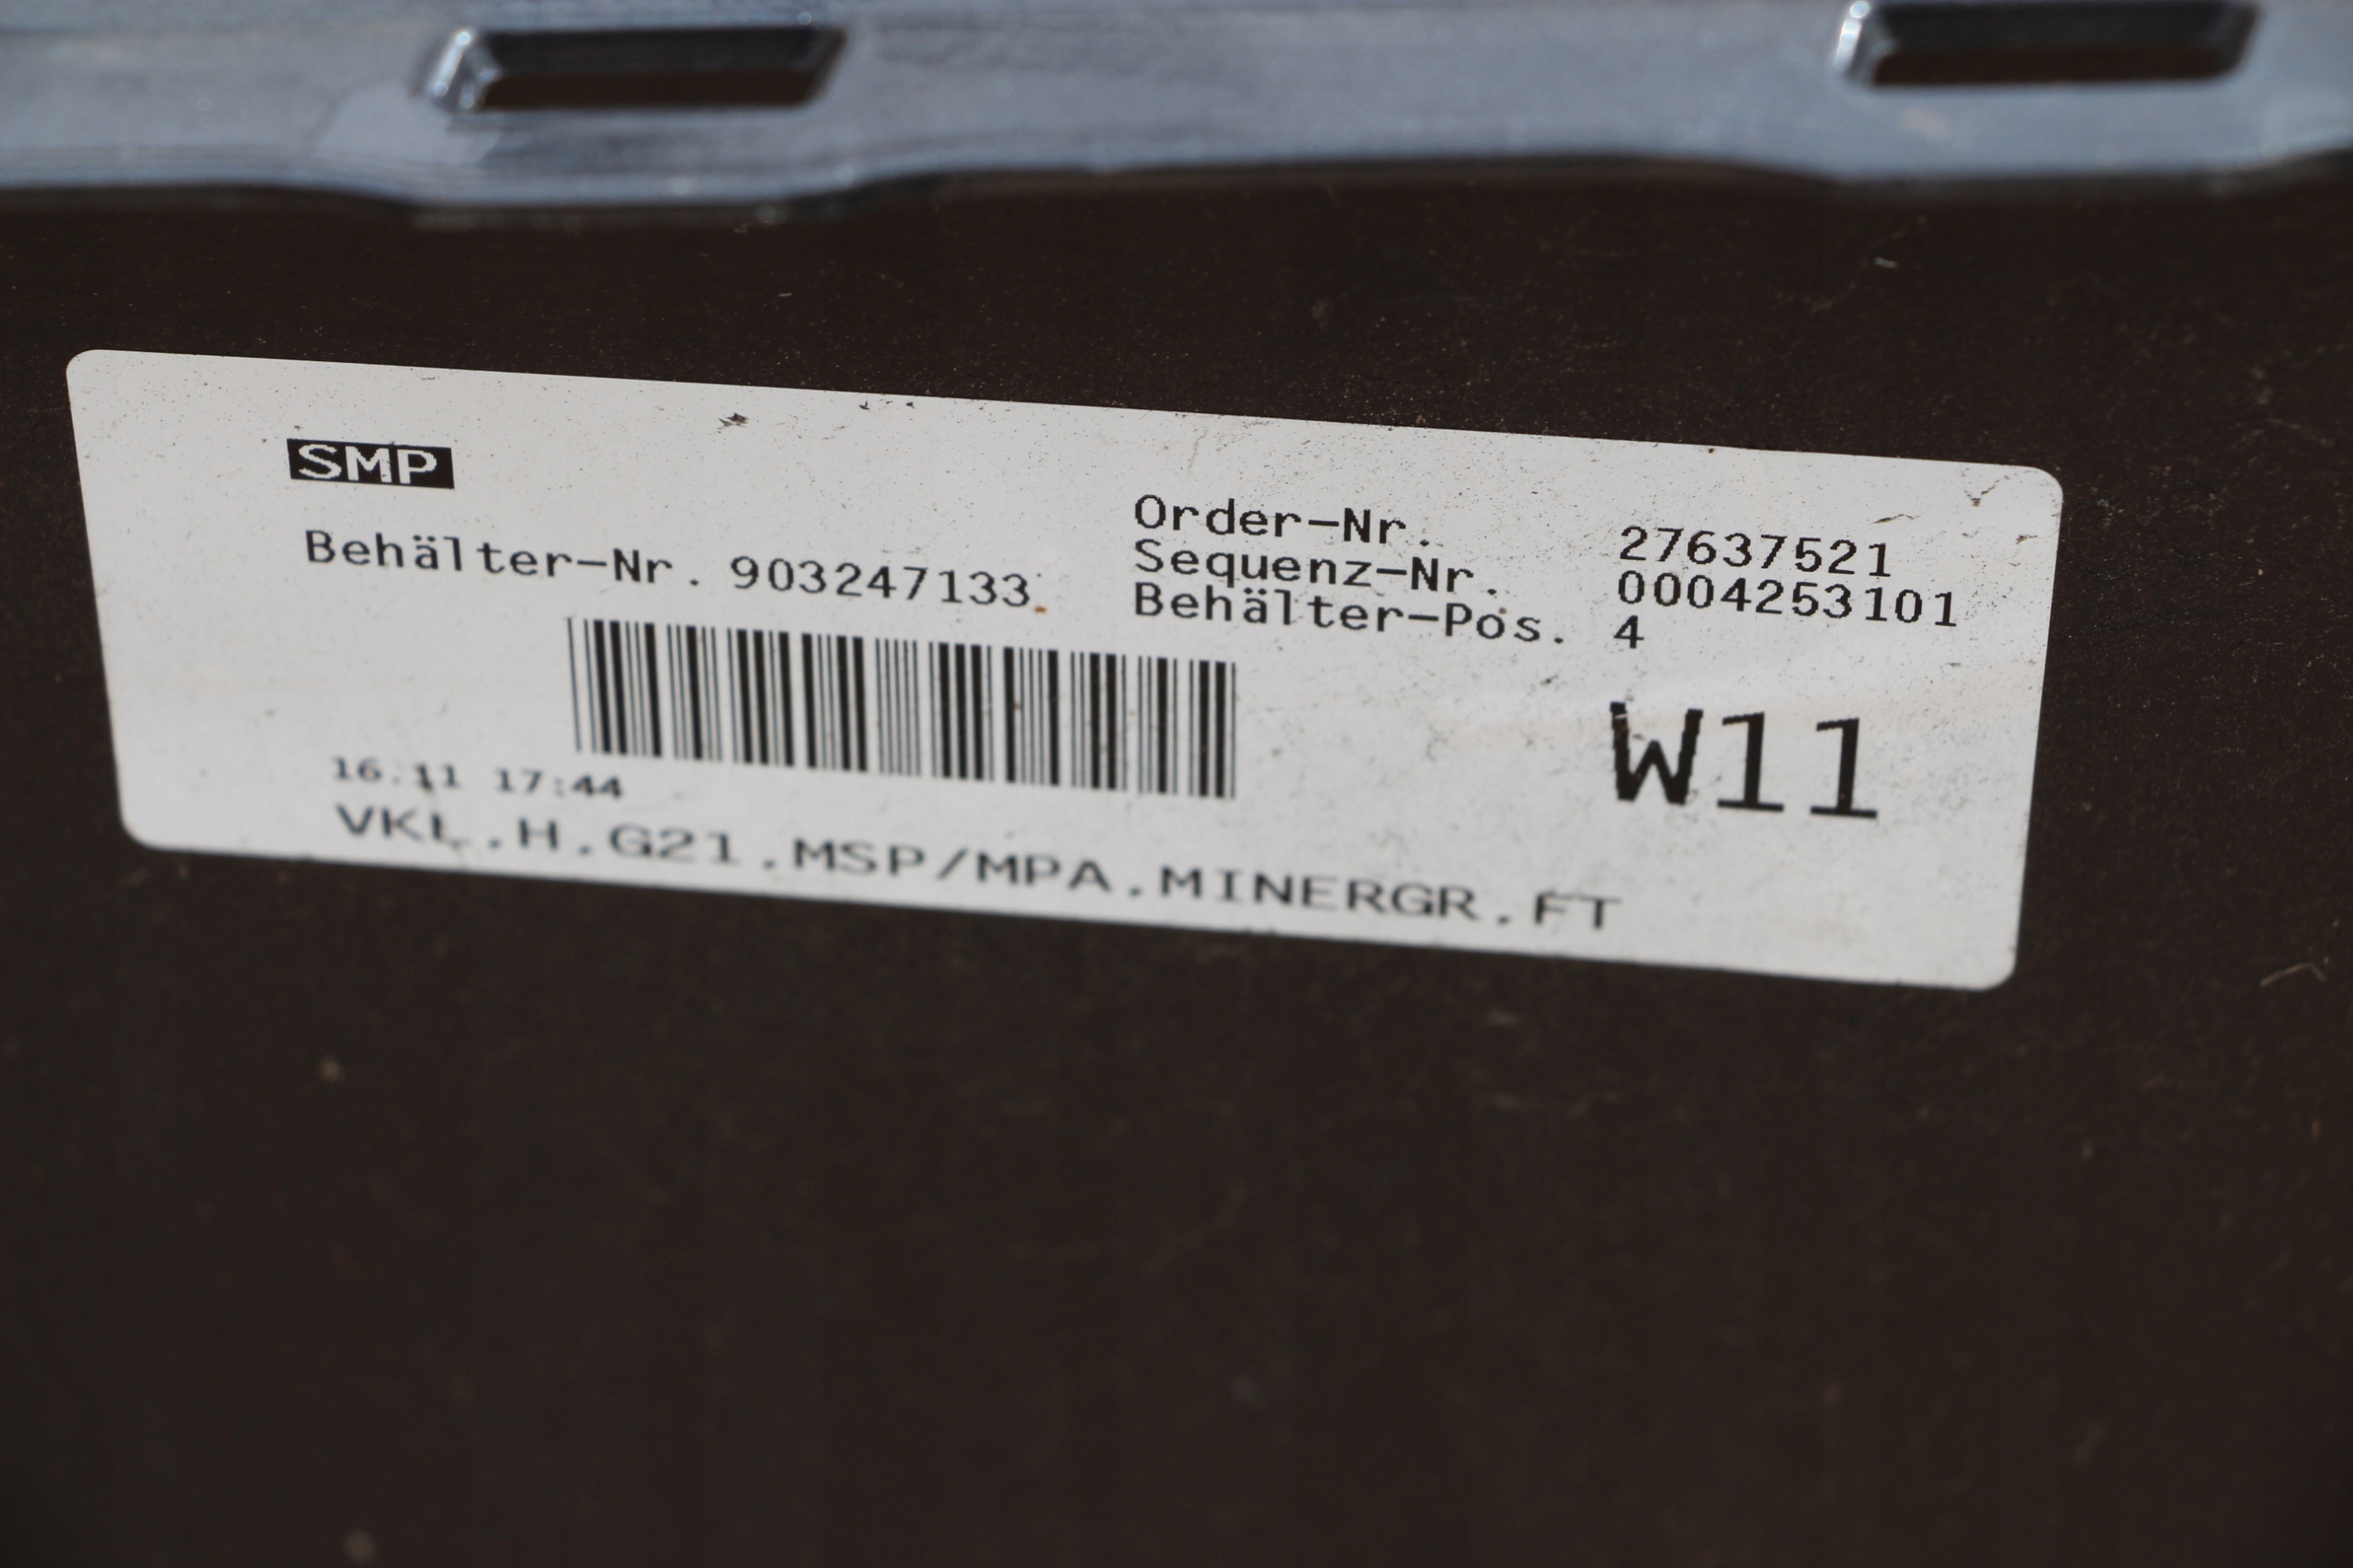 SMP
Behälter-Nr. 903247133
Order-Nr. 27637521
Sequenz-Nr. 0004253101
Behälter-Pos. 4
W11
16.11 17:44
VKL.H.G21.MSP/MPA.MINERGR.FT